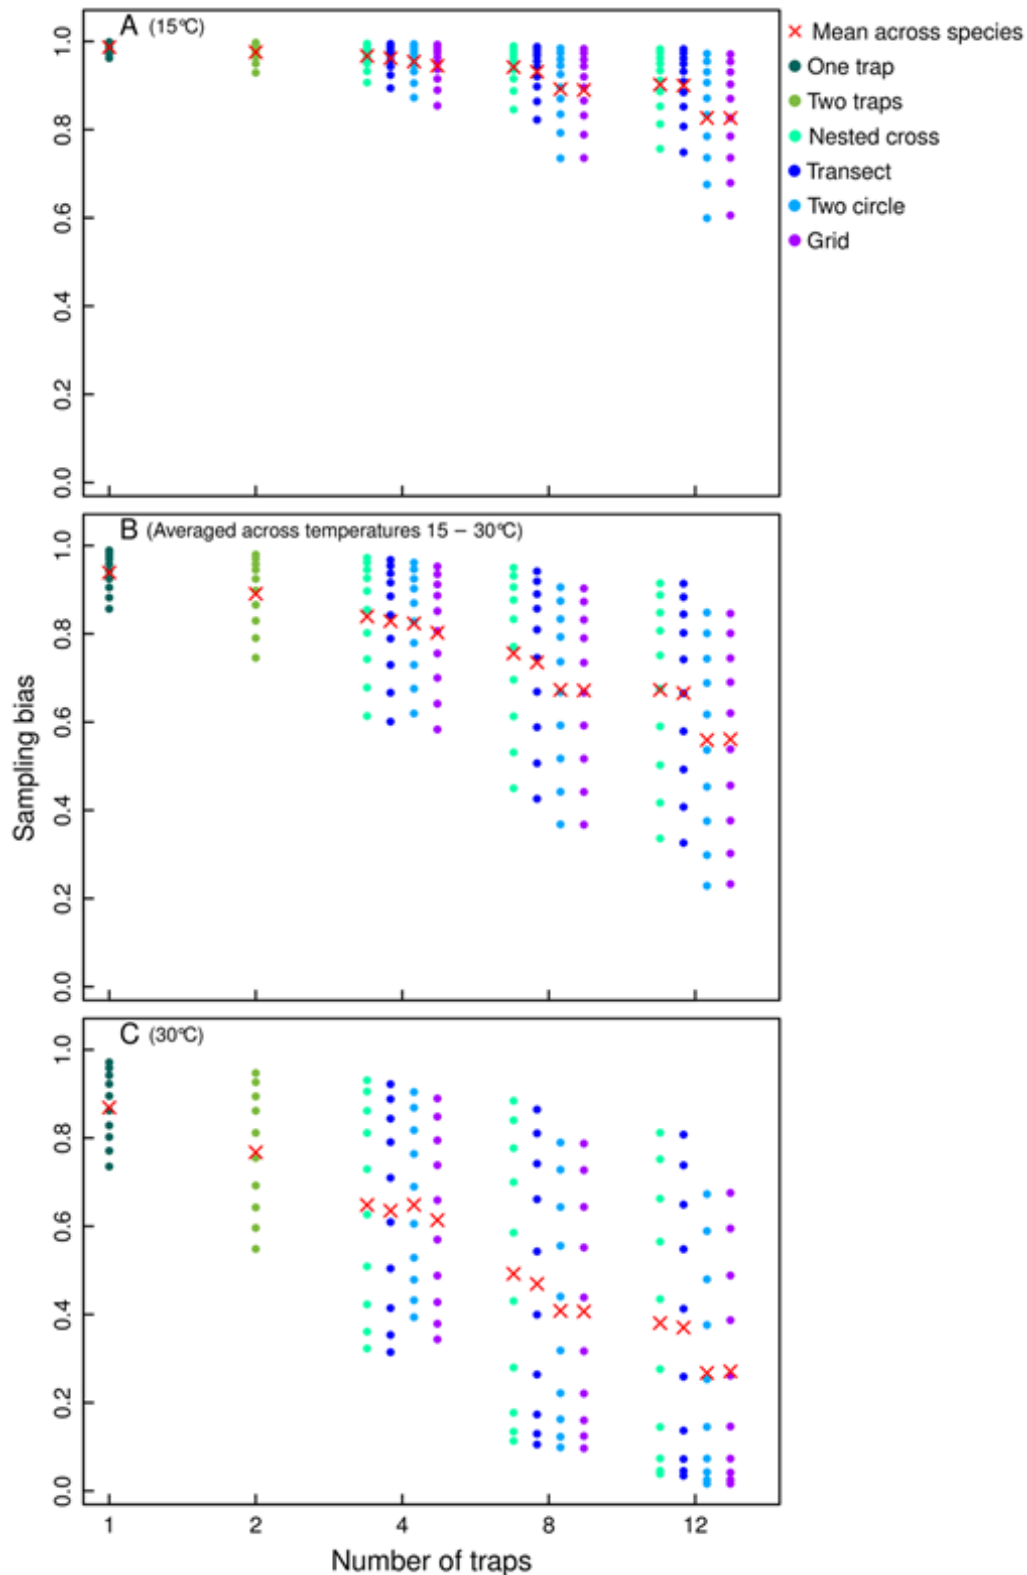 A (15°C)
1.0
0.8
0.6
0.4
0.2
0.0
× Mean across species
One trap
Two traps
Nested cross
Transect
Two circle
Grid
B (Averaged across temperatures 15 – 30°C)
1.0
0.8
0.6
0.4
0.2
0.0
Sampling bias
C (30°C)
1.0
0.8
0.6
0.4
0.2
0.0
1 2 4 8 12
Number of traps